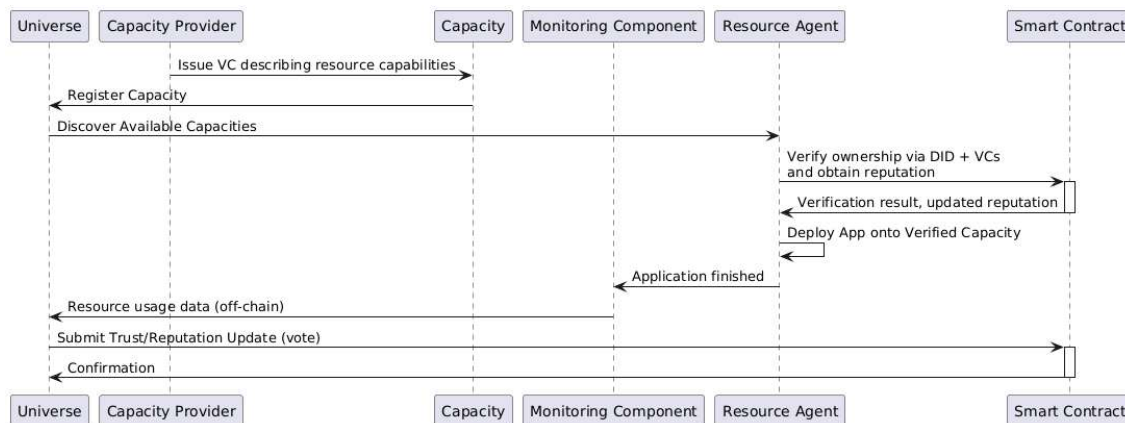 Universe
Capacity Provider
Capacity
Monitoring Component
Resource Agent
Smart Contract
Issue VC describing resource capabilities
Register Capacity
Discover Available Capacities
Verify ownership via DID + VCs
and obtain reputation
Verification result, updated reputation
Deploy App onto Verified Capacity
Application finished
Resource usage data (off-chain)
Submit Trust/Reputation Update (vote)
Confirmation
Universe
Capacity Provider
Capacity
Monitoring Component
Resource Agent
Smart Contract